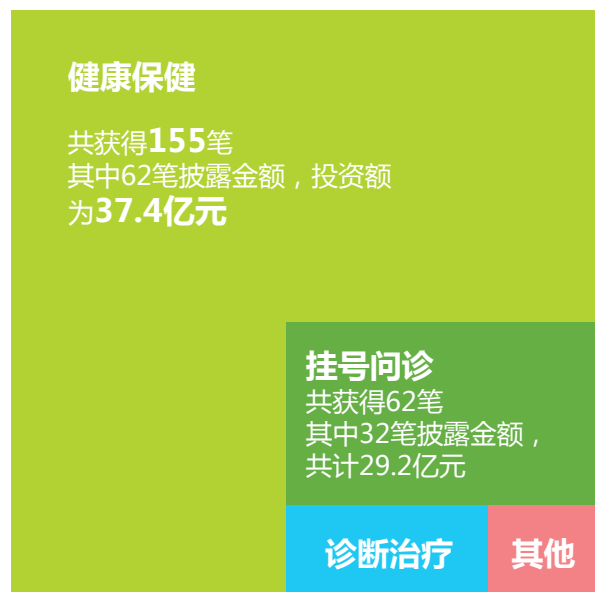 健康保健
共获得155笔
其中62笔披露金额，投资额
为37.4亿元
挂号问诊
共获得62笔
其中32笔披露金额，
共计29.2亿元
诊断治疗
其他